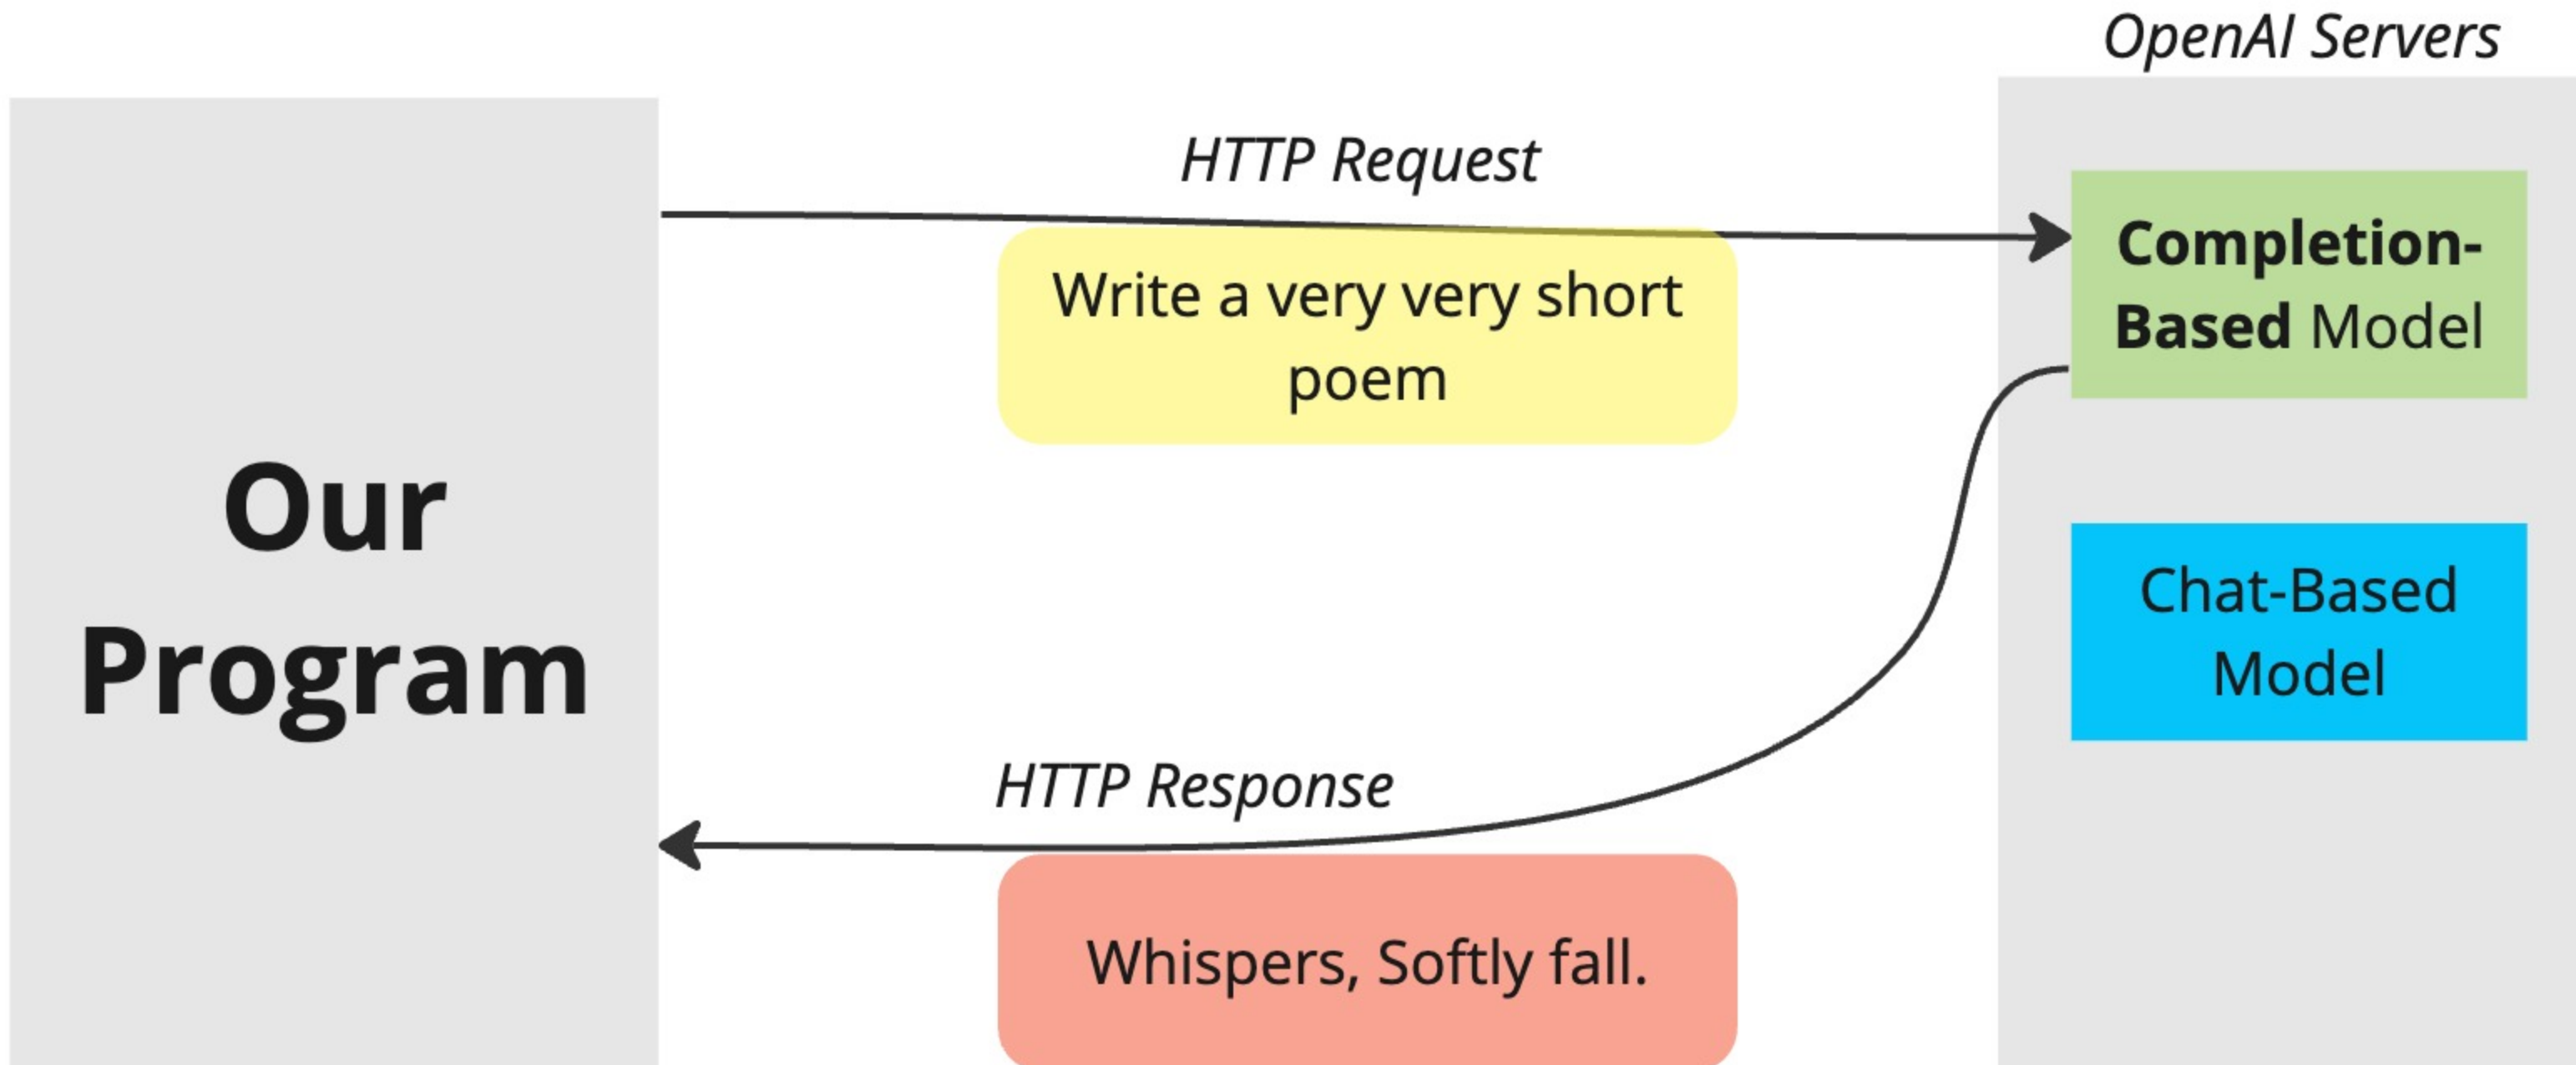 OpenAI Servers
HTTP Request
Completion-
Based Model
Write a very very short
poem
Our
Program
Chat-Based
Model
HTTP Response
Whispers, Softly fall.